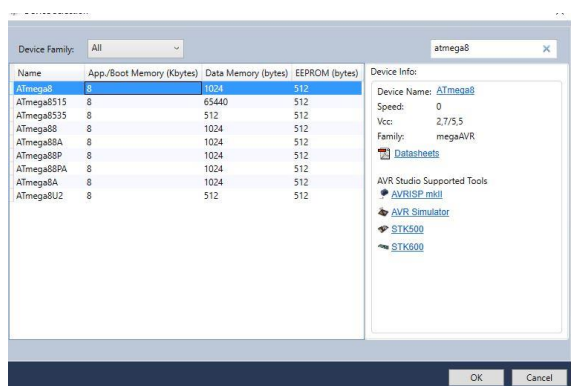 Device Family: All atmega8
Name App./Boot Memory (Kbytes) Data Memory (bytes) EEPROM (bytes)
ATmega8 8 1024 512
ATmega8515 8 65440 512
ATmega8535 8 512 512
ATmega88 8 1024 512
ATmega88A 8 1024 512
ATmega88P 8 1024 512
ATmega88PA 8 1024 512
ATmega8A 8 1024 512
ATmega8U2 8 512 512
Device Info:
Device Name: ATmega8
Speed: 0
Vcc: 2,7/5,5
Family: megaAVR
Datasheets
AVR Studio Supported Tools
AVRISP mkII
AVR Simulator
STK500
STK600
OK Cancel